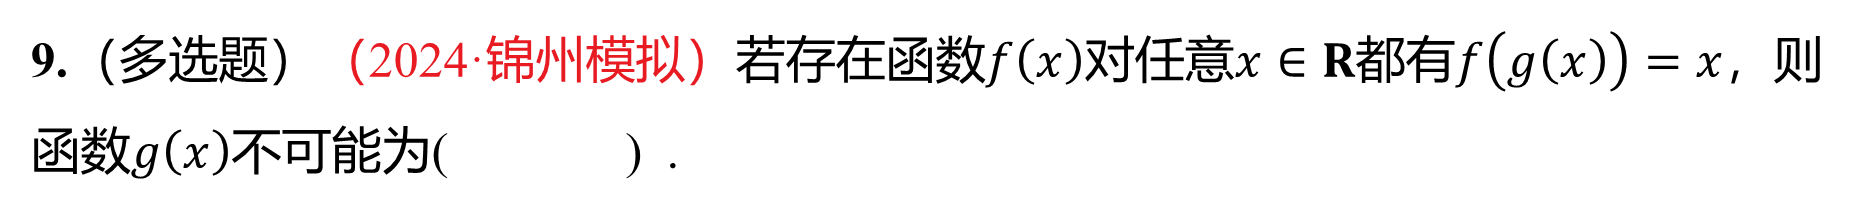 9.（多选题）（2024·锦州模拟）若存在函数f(x)对任意x ∈ R都有f(g(x)) = x，则
函数g(x)不可能为(    ) .